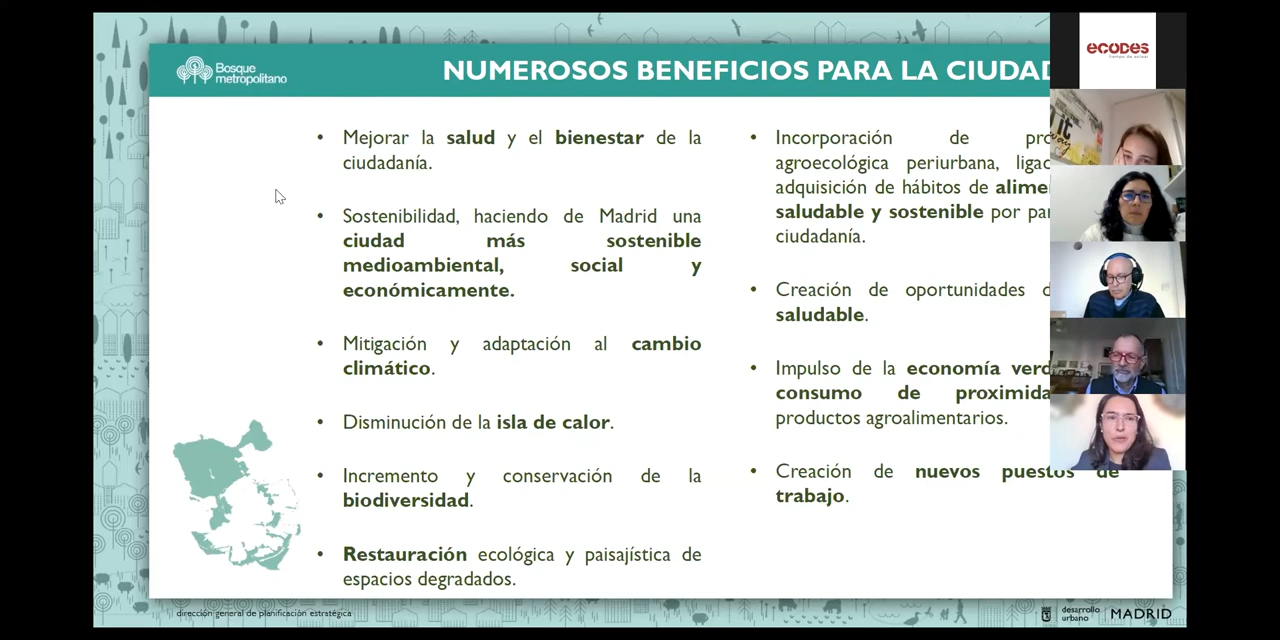 Bosque
metropolitano
NUMEROSOS BENEFICIOS PARA LA
• Mejorar la salud y el bienestar de la
ciudadanía.
• Sostenibilidad, haciendo de Madrid una
ciudad más sostenible
medioambiental, social y
económicamente.
• Mitigación y adaptación al cambio
climático.
• Disminución de la isla de calor.
• Incremento y conservación de la
biodiversidad.
• Restauración ecológica y paisajística de
espacios degradados.
• Incorporación de
agroecológica periurbana,
adquisición de hábitos de
saludable y sostenible por
ciudadanía.
• Creación de oportunidades
saludable.
• Impulso de la economía
consumo de
productos agroalimentarios.
• Creación de nuevos puestos de
trabajo.
ecodes
tiempo de actuar
dirección general de planificación estratégica
desarrollo
urbano
MADRID